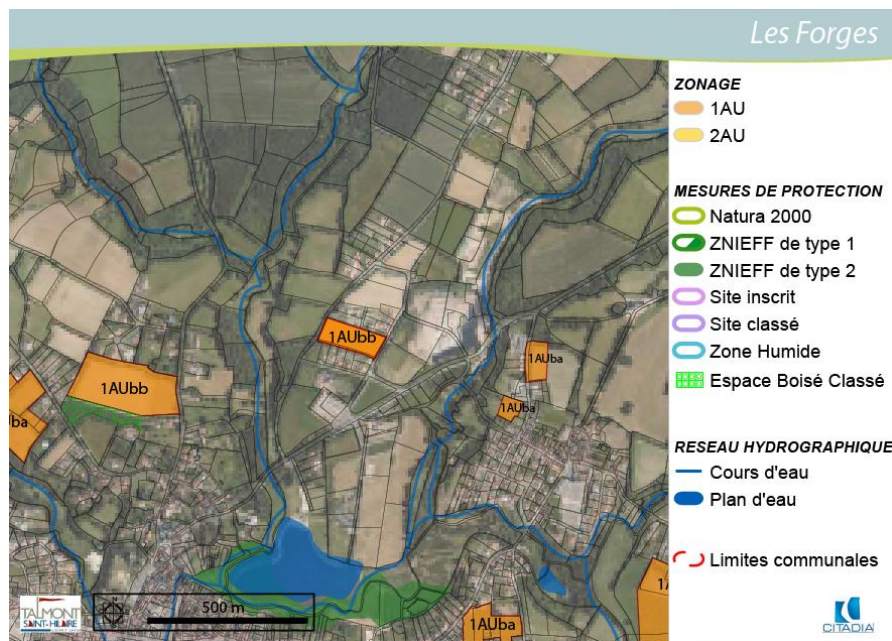 Les Forges
ZONAGE
1AU
2AU
MESURES DE PROTECTION
Natura 2000
ZNIEFF de type 1
ZNIEFF de type 2
Site inscrit
Site classé
Zone Humide
Espace Boisé Classé
RESEAU HYDROGRAPHIQUE
Cours d'eau
Plan d'eau
Limites communales
1AUbb
1AUba
1AUbb
1AUba
Uba
1A
1AUba
500 m
TALMONT
SAINT-HILAIRE
CITADIA